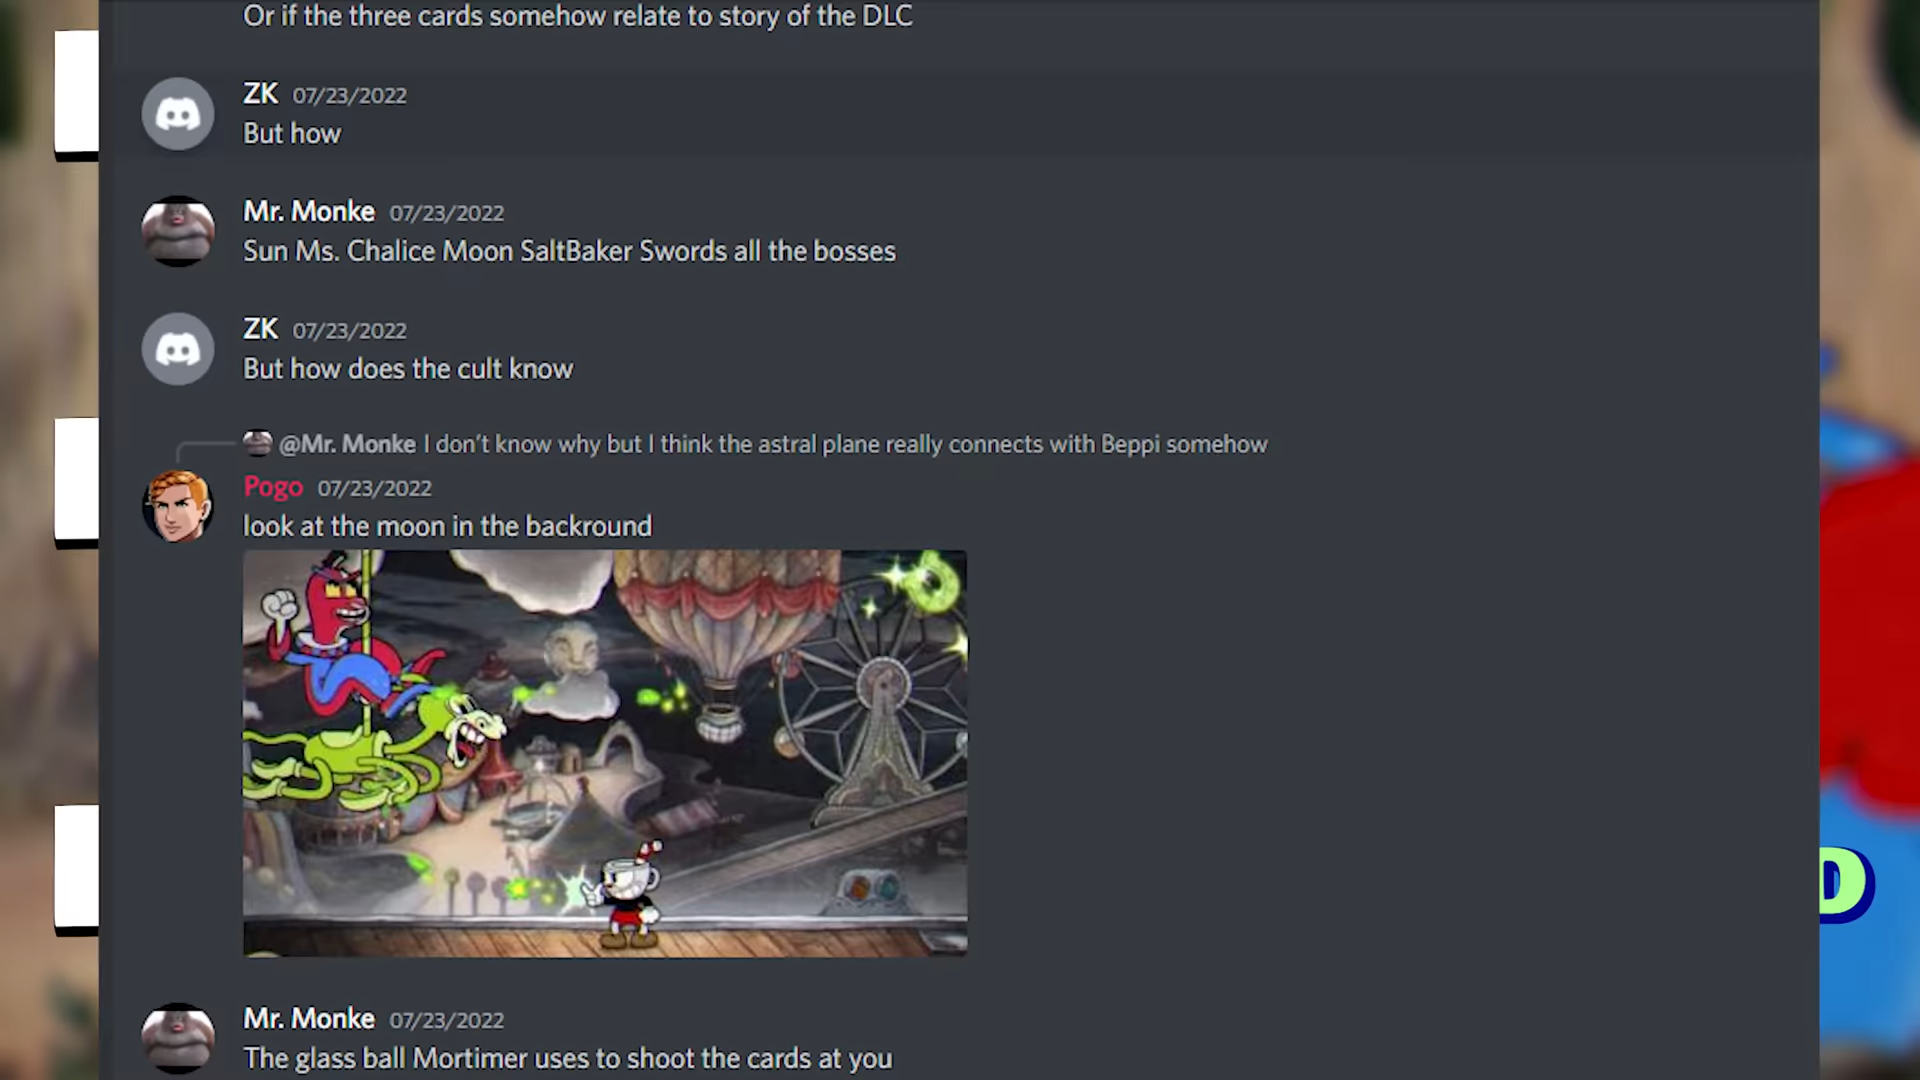 Or if the three cards somehow relate to story of the DLC
ZK 07/23/2022
But how
Mr. Monke 07/23/2022
Sun Ms. Chalice Moon SaltBaker Swords all the bosses
ZK 07/23/2022
But how does the cult know
@Mr. Monke I don't know why but I think the astral plane really connects with Beppi somehow
Pogo 07/23/2022
look at the moon in the backround
D
Mr. Monke 07/23/2022
The glass ball Mortimer uses to shoot the cards at you